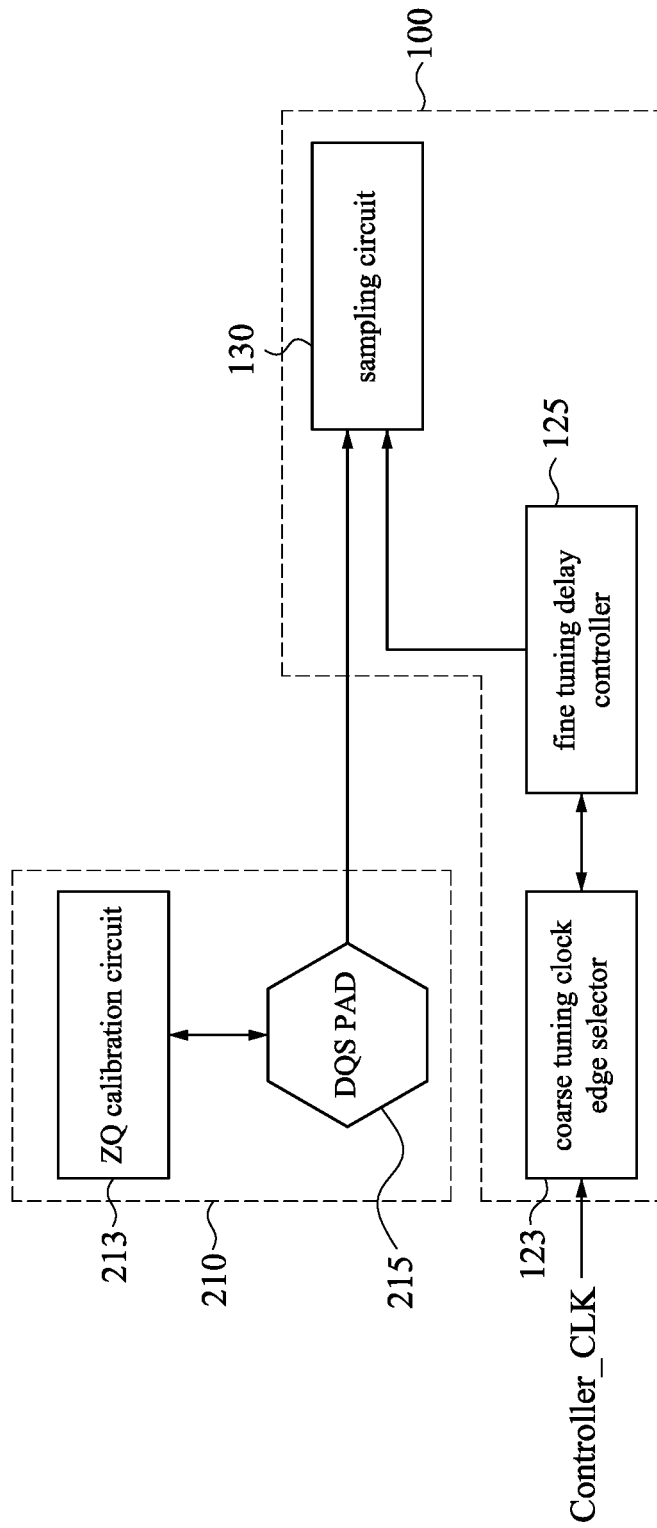 213
ZQ calibration circuit
210
DQS PAD
215
130
sampling circuit
100
Controller_CLK
123
coarse tuning clock
edge selector
fine tuning delay
controller
125